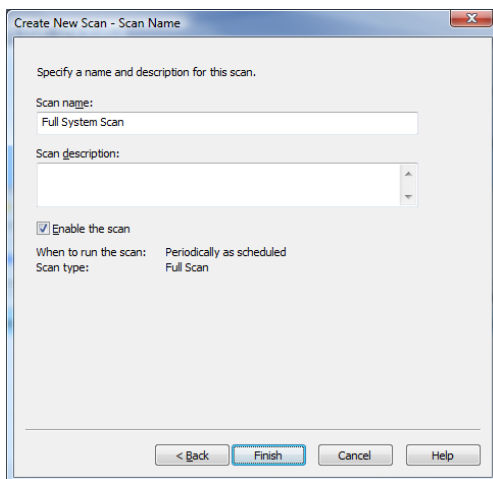 Create New Scan - Scan Name
Specify a name and description for this scan.
Scan name:
Full System Scan
Scan description:
Enable the scan
When to run the scan: Periodically as scheduled
Scan type: Full Scan
< Back Finish Cancel Help